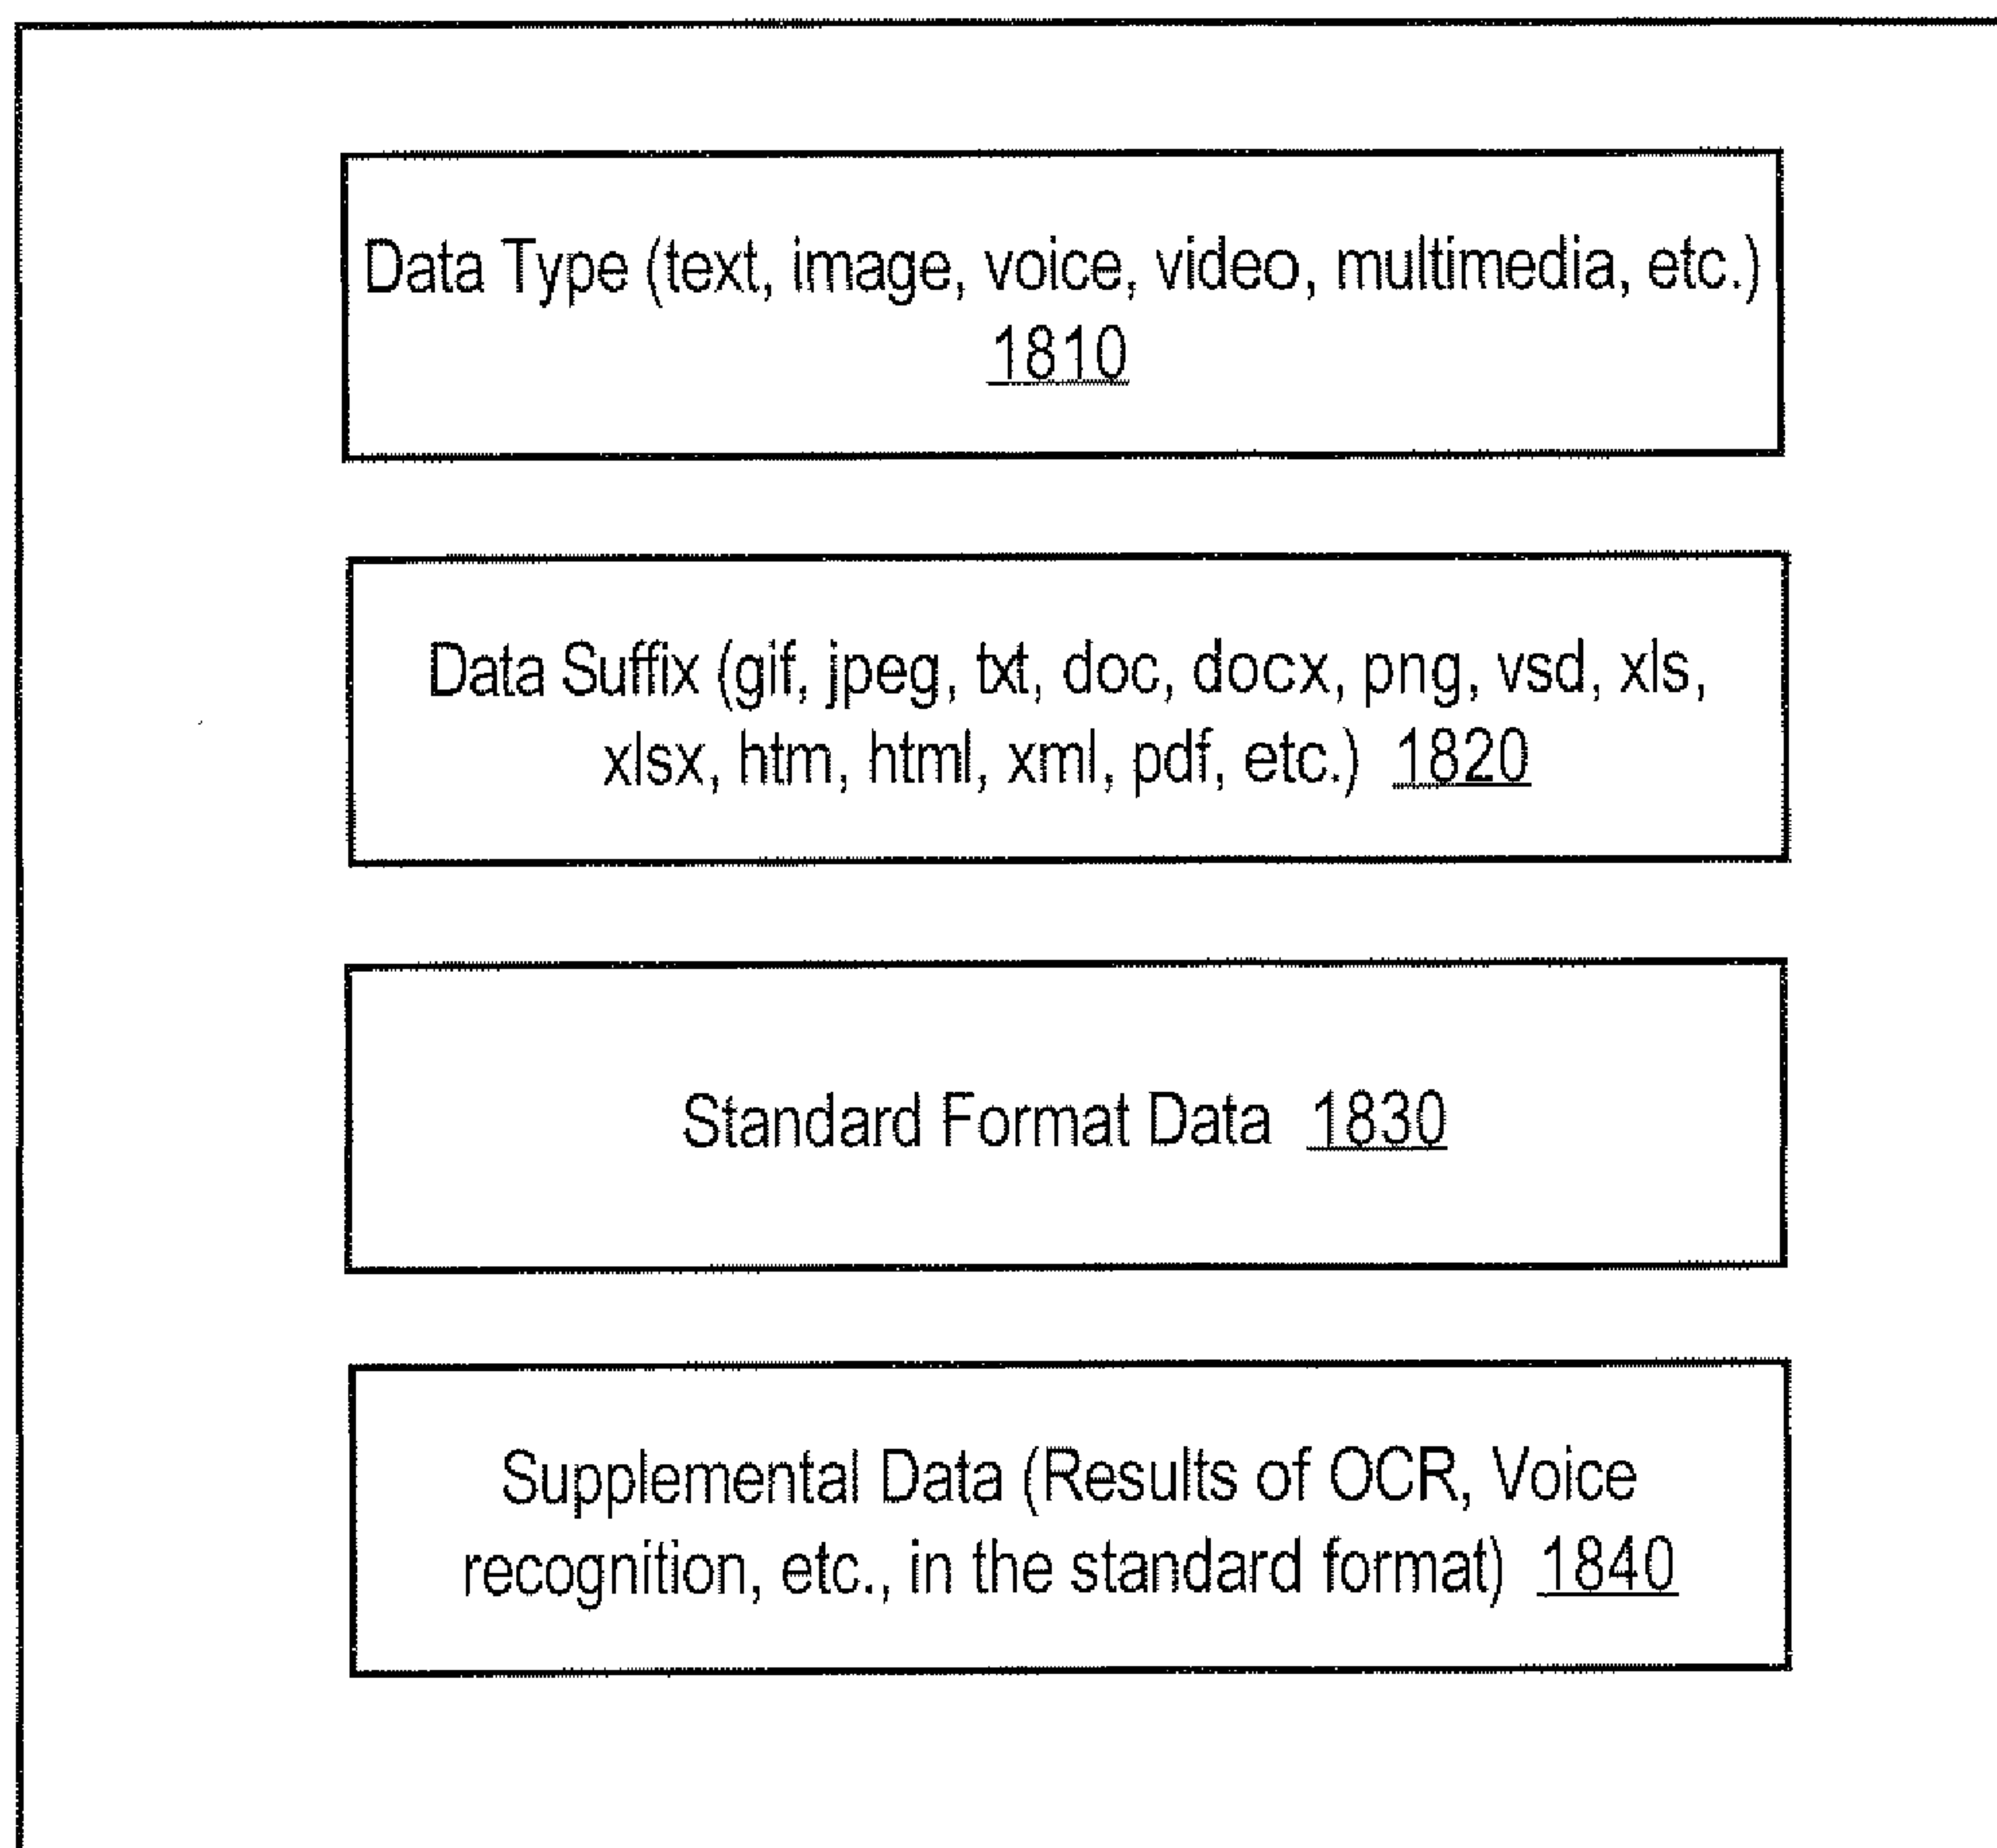 Data Type (text, image, voice, video, multimedia, etc.)
1810
Data Suffix (gif, jpeg, txt, doc, docx, png, vsd, xls,
xlsx, htm, html, xml, pdf, etc.) 1820
Standard Format Data 1830
Supplemental Data (Results of OCR, Voice
recognition, etc., in the standard format) 1840